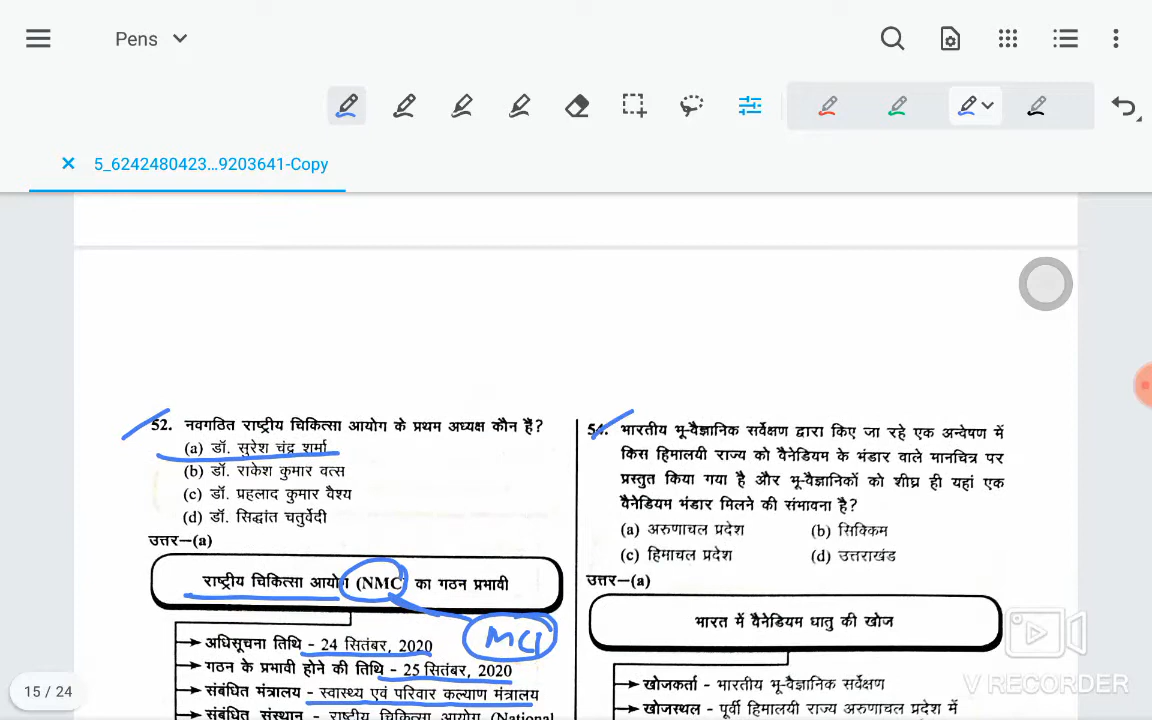 Pens
5_6242480423...9203641-Copy
52. नवगठित राष्ट्रीय चिकित्सा आयोग के प्रथम अध्यक्ष कौन हैं?
(a) डॉ. सुरेश चंद्र शर्मा
(b) डॉ. राकेश कुमार वत्स
(c) डॉ. प्रहलाद कुमार वैश्य
(d) डॉ. सिद्धांत चतुर्वेदी
उत्तर–(a)
राष्ट्रीय चिकित्सा आयोग (NMC) का गठन प्रभावी
MCI
अधिसूचना तिथि - 24 सितंबर, 2020
गठन के प्रभावी होने की तिथि - 25 सितंबर, 2020
संबंधित मंत्रालय - स्वास्थ्य एवं परिवार कल्याण मंत्रालय
संबंधित संस्थान - राष्ट्रीय चिकित्सा आयोग (National
54. भारतीय भू-वैज्ञानिक सर्वेक्षण द्वारा किए जा रहे एक अन्वेषण में
किस हिमालयी राज्य को वैनेडियम के भंडार वाले मानचित्र पर
प्रस्तुत किया गया है और भू-वैज्ञानिकों को शीघ्र ही यहां एक
वैनेडियम भंडार मिलने की संभावना है?
(a) अरुणाचल प्रदेश (b) सिक्किम
(c) हिमाचल प्रदेश (d) उत्तराखंड
उत्तर–(a)
भारत में वैनेडियम धातु की खोज
खोजकर्ता - भारतीय भू-वैज्ञानिक सर्वेक्षण
खोजस्थल - पूर्वी हिमालयी राज्य अरुणाचल प्रदेश में
15 / 24
V RECORDER